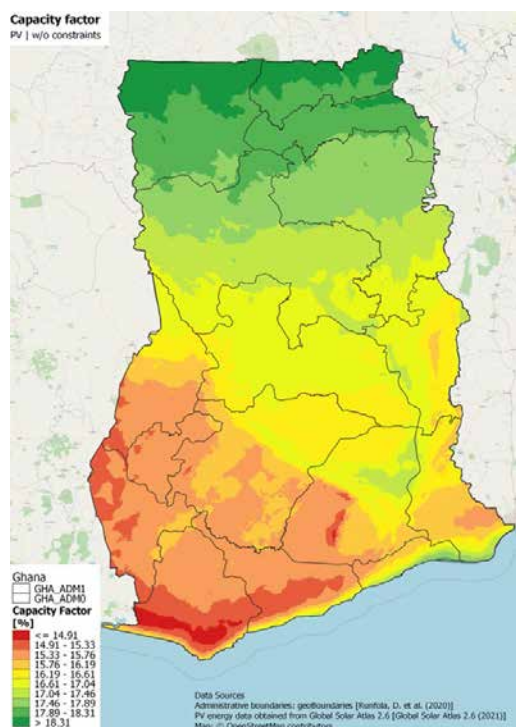 Capacity factor
PV | w/o constraints
Ghana
GHA_ADM1
GHA_ADM0
Capacity Factor
[%]
<= 14.91
14.91 - 15.33
15.33 - 15.76
15.76 - 16.19
16.19 - 16.61
16.61 - 17.04
17.04 - 17.46
17.46 - 17.89
17.89 - 18.31
> 18.31
Data Sources
Administrative boundaries: geoBoundaries [Runfola, D. et al. (2020)]
PV energy data obtained from Global Solar Atlas 2.6 [Global Solar Atlas 2.6 (2021)]
Map: © OpenStreetMap contributors